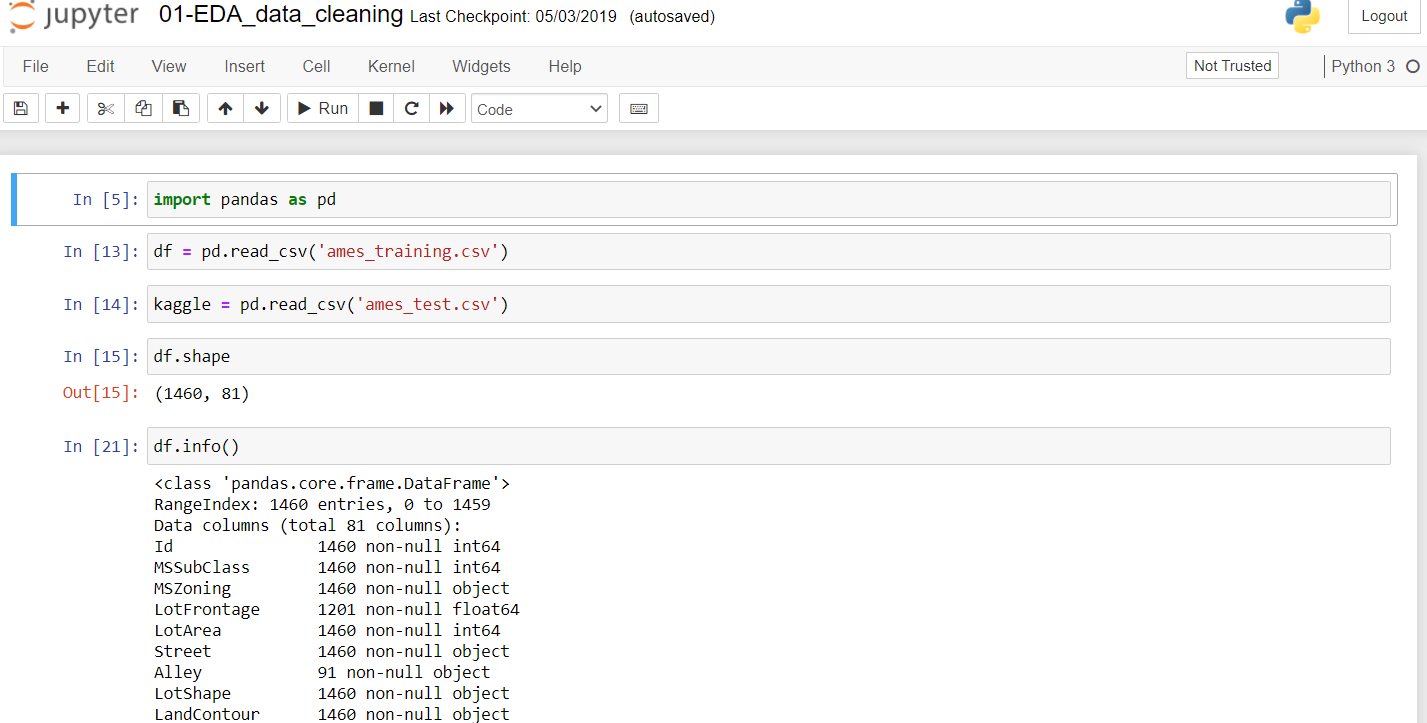 jupyter 01-EDA_data_cleaning Last Checkpoint: 05/03/2019 (autosaved) Logout
File Edit View Insert Cell Kernel Widgets Help Not Trusted Python 3
Run Code
In [5]: import pandas as pd
In [13]: df = pd.read_csv('ames_training.csv')
In [14]: kaggle = pd.read_csv('ames_test.csv')
In [15]: df.shape
Out[15]: (1460, 81)
In [21]: df.info()
<class 'pandas.core.frame.DataFrame'>
RangeIndex: 1460 entries, 0 to 1459
Data columns (total 81 columns):
Id 1460 non-null int64
MSSubClass 1460 non-null int64
MSZoning 1460 non-null object
LotFrontage 1201 non-null float64
LotArea 1460 non-null int64
Street 1460 non-null object
Alley 91 non-null object
LotShape 1460 non-null object
LandContour 1460 non-null object